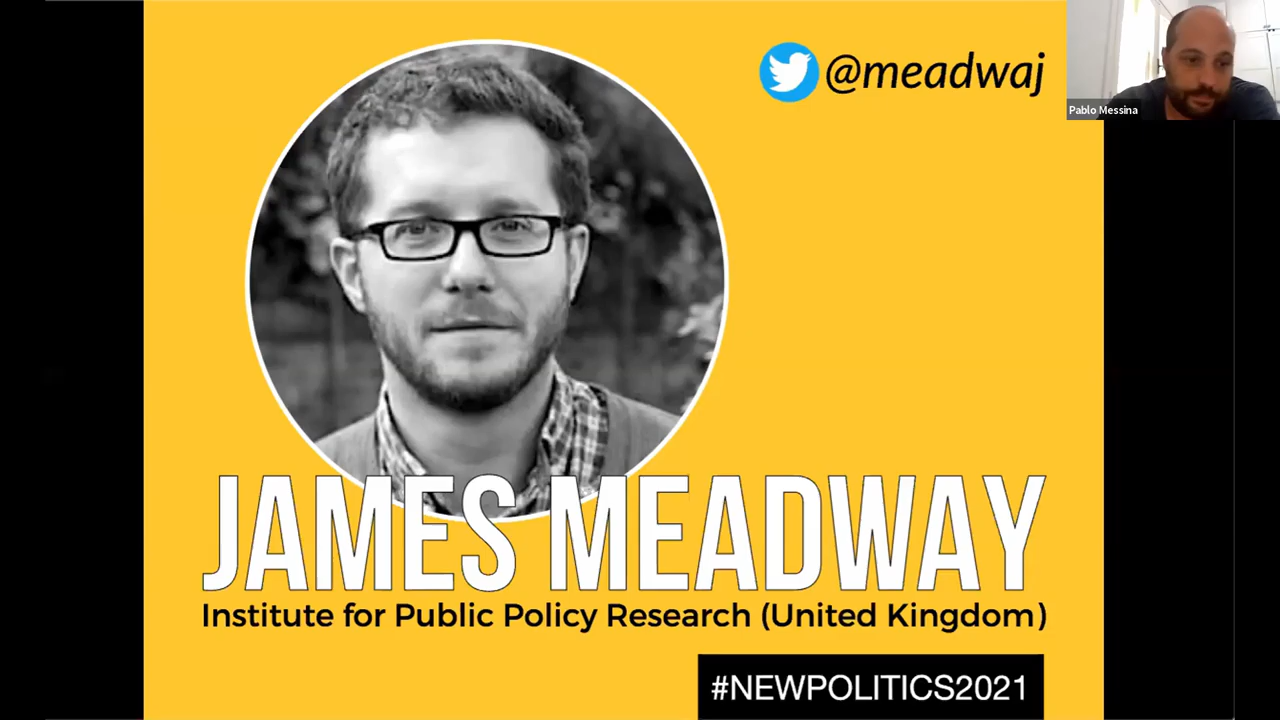 @meadwaj
Pablo Messina
JAMES MEADWAY
Institute for Public Policy Research (United Kingdom)
#NEWPOLITICS2021